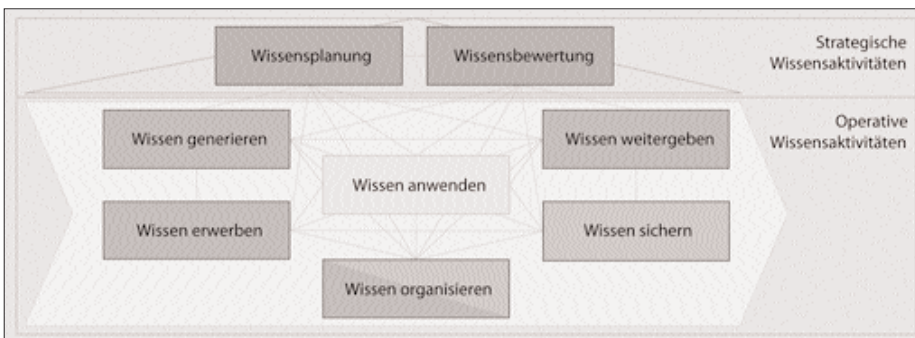 Wissensplanung
Wissensbewertung
Strategische
Wissensaktivitäten
Wissen generieren
Wissen weitergeben
Operative
Wissensaktivitäten
Wissen anwenden
Wissen erwerben
Wissen sichern
Wissen organisieren